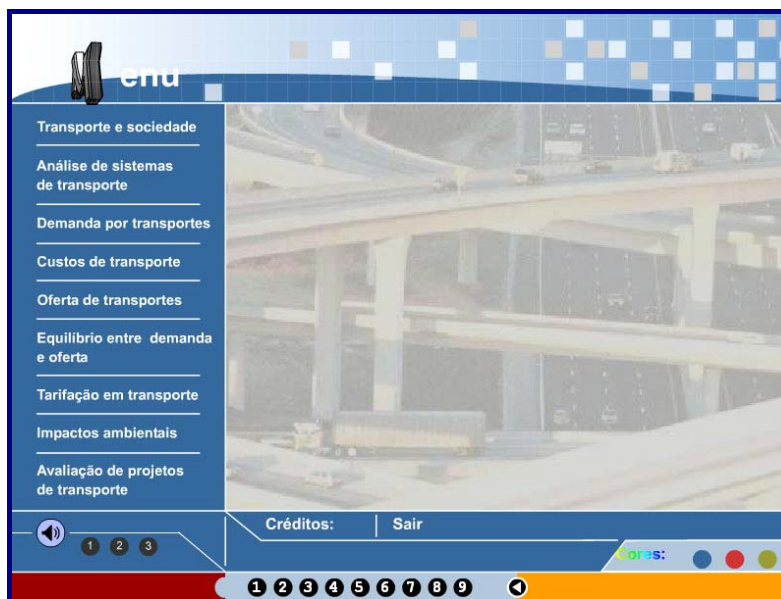 Menu
Transporte e sociedade
Análise de sistemas
de transporte
Demanda por transportes
Custos de transporte
Oferta de transportes
Equilíbrio entre demanda
e oferta
Tarifação em transporte
Impactos ambientais
Avaliação de projetos
de transporte
Créditos: Sair
1 2 3
Cores:
1 2 3 4 5 6 7 8 9